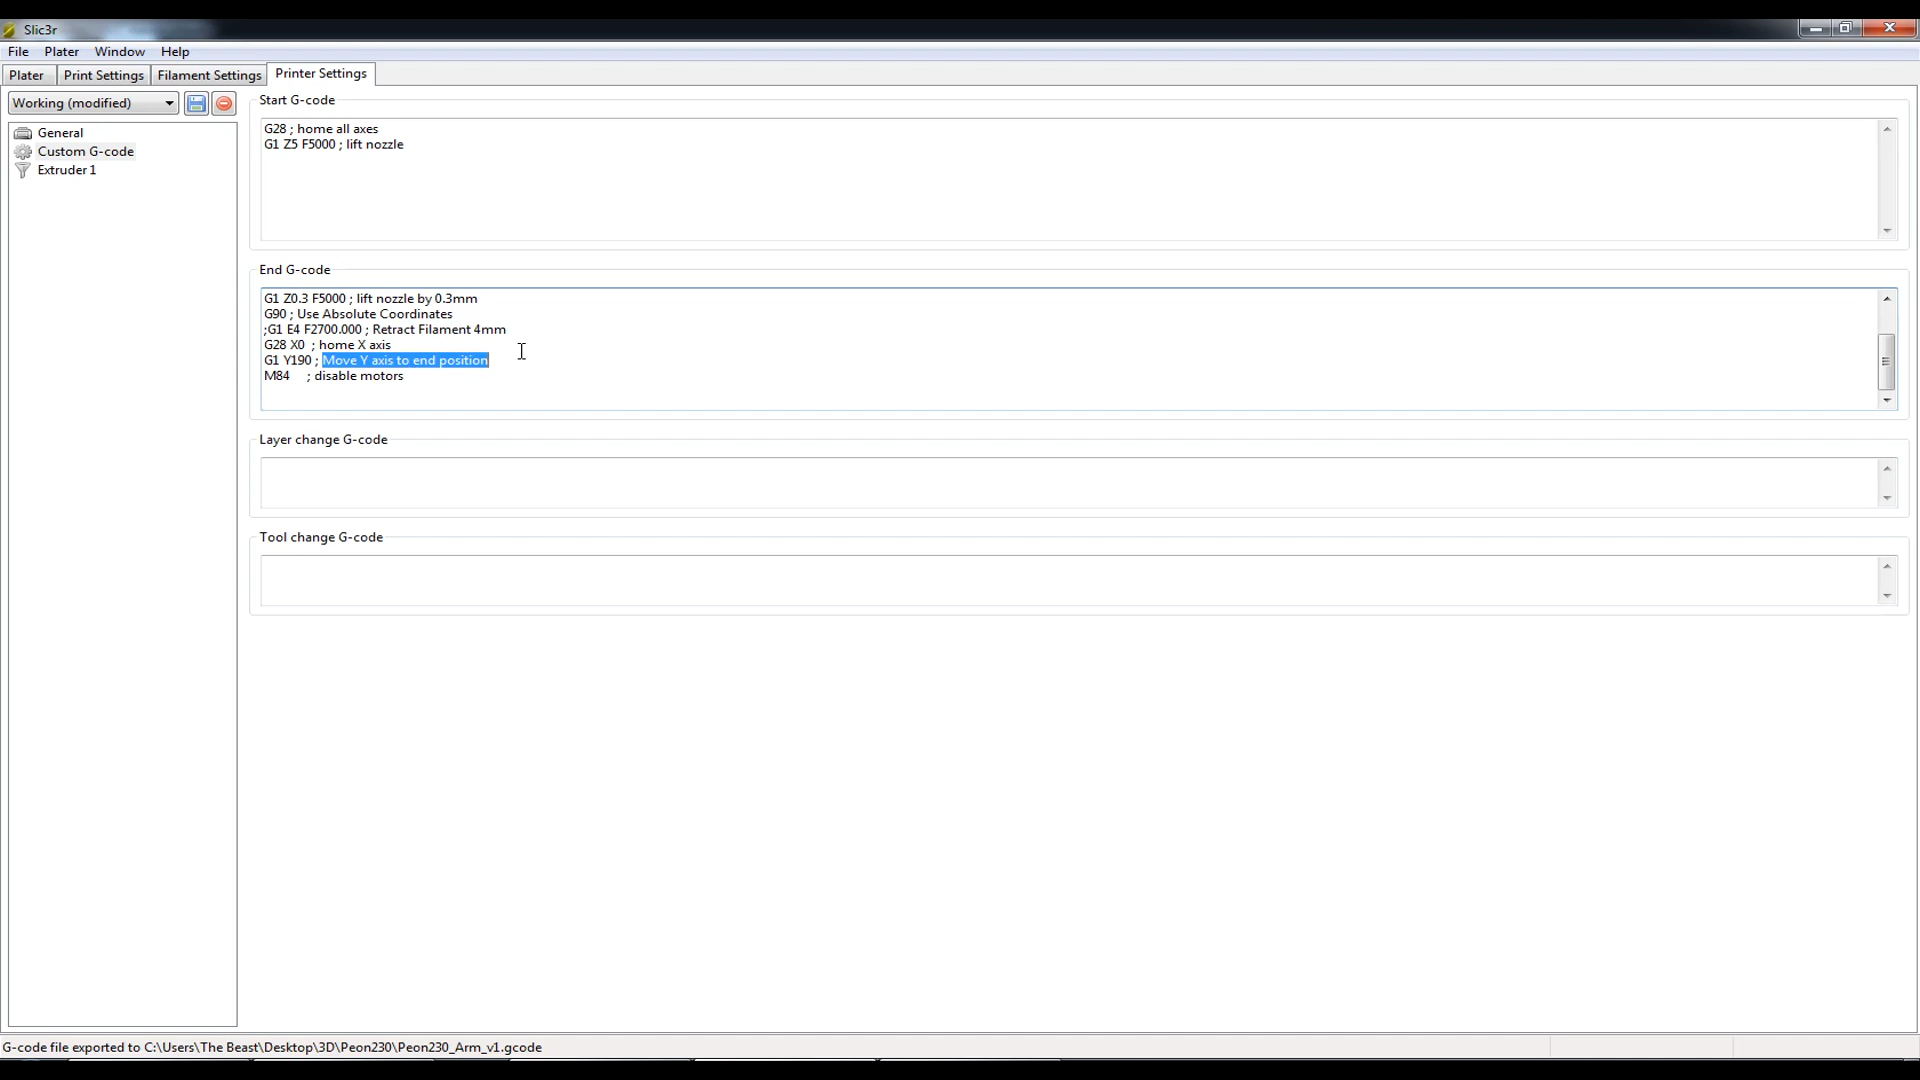 Slic3r
File Plater Window Help
Plater Print Settings Filament Settings Printer Settings
Working (modified)
General
Custom G-code
Extruder 1
Start G-code
G28 ; home all axes
G1 Z5 F5000 ; lift nozzle
End G-code
G1 Z0.3 F5000 ; lift nozzle by 0.3mm
G90 ; Use Absolute Coordinates
;G1 E4 F2700.000 ; Retract Filament 4mm
G28 X0  ; home X axis
G1 Y190 ; Move Y axis to end position
M84    ; disable motors
Layer change G-code
Tool change G-code
G-code file exported to C:\Users\The Beast\Desktop\3D\Peon230\Peon230_Arm_v1.gcode